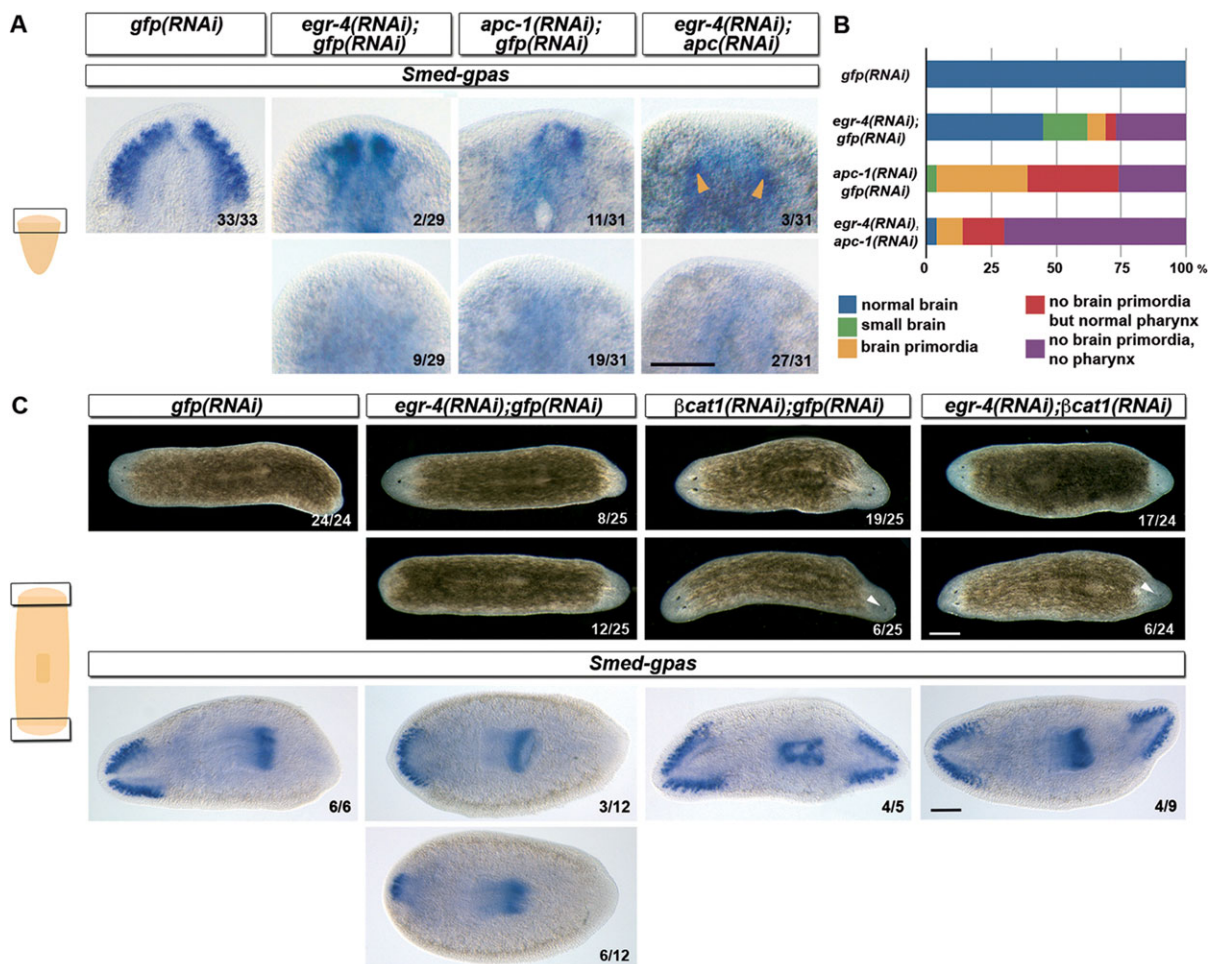 A
gfp(RNAi)
egr-4(RNAi);
gfp(RNAi)
apc-1(RNAi);
gfp(RNAi)
egr-4(RNAi);
apc(RNAi)
Smed-gpas
33/33
2/29
11/31
3/31
9/29
19/31
27/31
B
gfp(RNAi)
egr-4(RNAi);
gfp(RNAi)
apc-1(RNAi)
gfp(RNAi)
egr-4(RNAi),
apc-1(RNAi)
0 25 50 75 100 %
normal brain
small brain
brain primordia
no brain primordia
but normal pharynx
no brain primordia,
no pharynx
C
gfp(RNAi)
egr-4(RNAi);gfp(RNAi)
βcat1(RNAi);gfp(RNAi)
egr-4(RNAi);βcat1(RNAi)
24/24
8/25
19/25
17/24
12/25
6/25
6/24
Smed-gpas
6/6
3/12
4/5
4/9
6/12